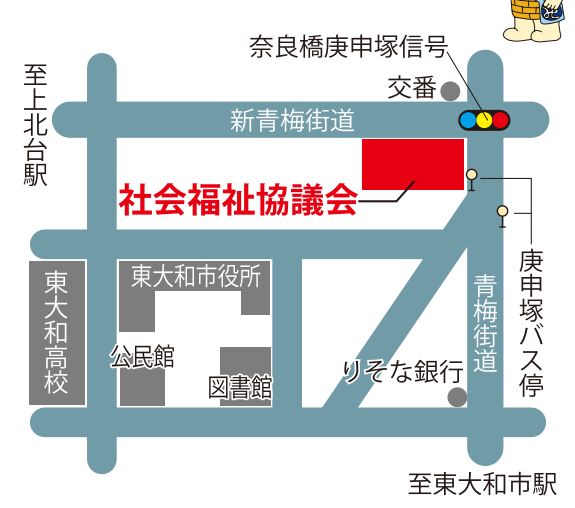 奈良橋庚申塚信号
至上北台駅
交番
新青梅街道
社会福祉協議会
庚申塚バス停
東大和市役所
東大和高校
青梅街道
公民館
りそな銀行
図書館
至東大和市駅